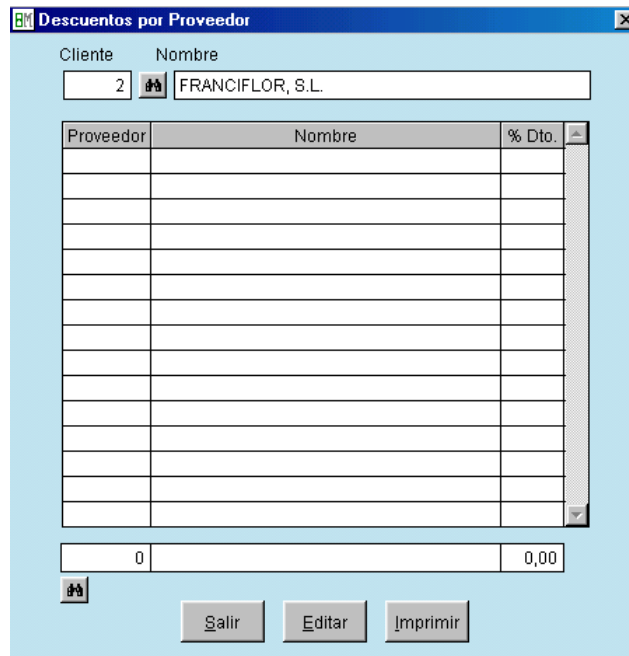 BM Descuentos por Proveedor
Cliente Nombre
2 FRANCIFLOR, S.L.
Proveedor Nombre % Dto.
0 0,00
Salir Editar Imprimir